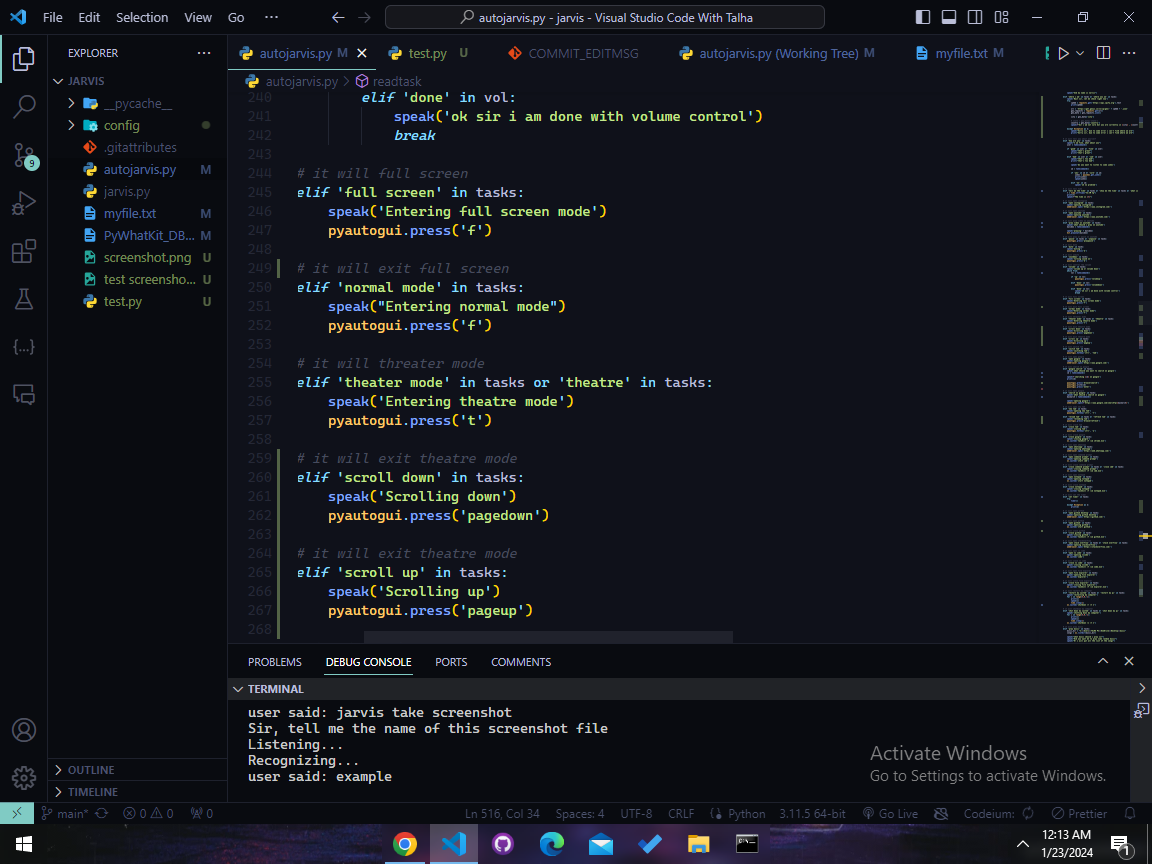 File Edit Selection View Go ··· autojarvis.py - jarvis - Visual Studio Code With Talha
EXPLORER ···
autojarvis.py M
test.py U
COMMIT_EDITMSG
autojarvis.py (Working Tree) M
myfile.txt M
JARVIS
__pycache__
config
.gitattributes
autojarvis.py M
jarvis.py
myfile.txt M
PyWhatKit_DB... M
screenshot.png U
test screensho... U
test.py U
9
OUTLINE
TIMELINE
autojarvis.py > readtask
240 elif 'done' in vol:
241 speak('ok sir i am done with volume control')
242 break
243
244 # it will full screen
245 elif 'full screen' in tasks:
246 speak('Entering full screen mode')
247 pyautogui.press('f')
248
249 # it will exit full screen
250 elif 'normal mode' in tasks:
251 speak("Entering normal mode")
252 pyautogui.press('f')
253
254 # it will threater mode
255 elif 'theater mode' in tasks or 'theatre' in tasks:
256 speak('Entering theatre mode')
257 pyautogui.press('t')
258
259 # it will exit theatre mode
260 elif 'scroll down' in tasks:
261 speak('Scrolling down')
262 pyautogui.press('pagedown')
263
264 # it will exit theatre mode
265 elif 'scroll up' in tasks:
266 speak('Scrolling up')
267 pyautogui.press('pageup')
268
PROBLEMS DEBUG CONSOLE PORTS COMMENTS
TERMINAL
user said: jarvis take screenshot
Sir, tell me the name of this screenshot file
Listening...
Recognizing...
user said: example
Activate Windows
Go to Settings to activate Windows.
main* 0 0 0 Ln 516, Col 34 Spaces: 4 UTF-8 CRLF Python 3.11.5 64-bit Go Live Codeium: Prettier
12:13 AM
1/23/2024
1